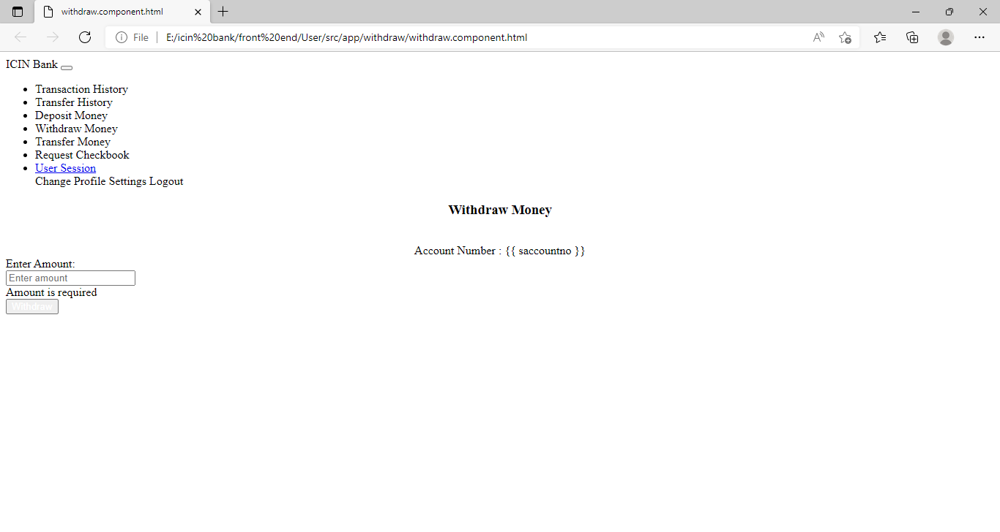 withdraw.component.html
File
E:/icin%20bank/front%20end/User/src/app/withdraw/withdraw.component.html
ICIN Bank
Transaction History
Transfer History
Deposit Money
Withdraw Money
Transfer Money
Request Checkbook
User Session
Change Profile Settings Logout
Withdraw Money
Account Number : {{ saccountno }}
Enter Amount:
Enter amount
Amount is required
Withdraw